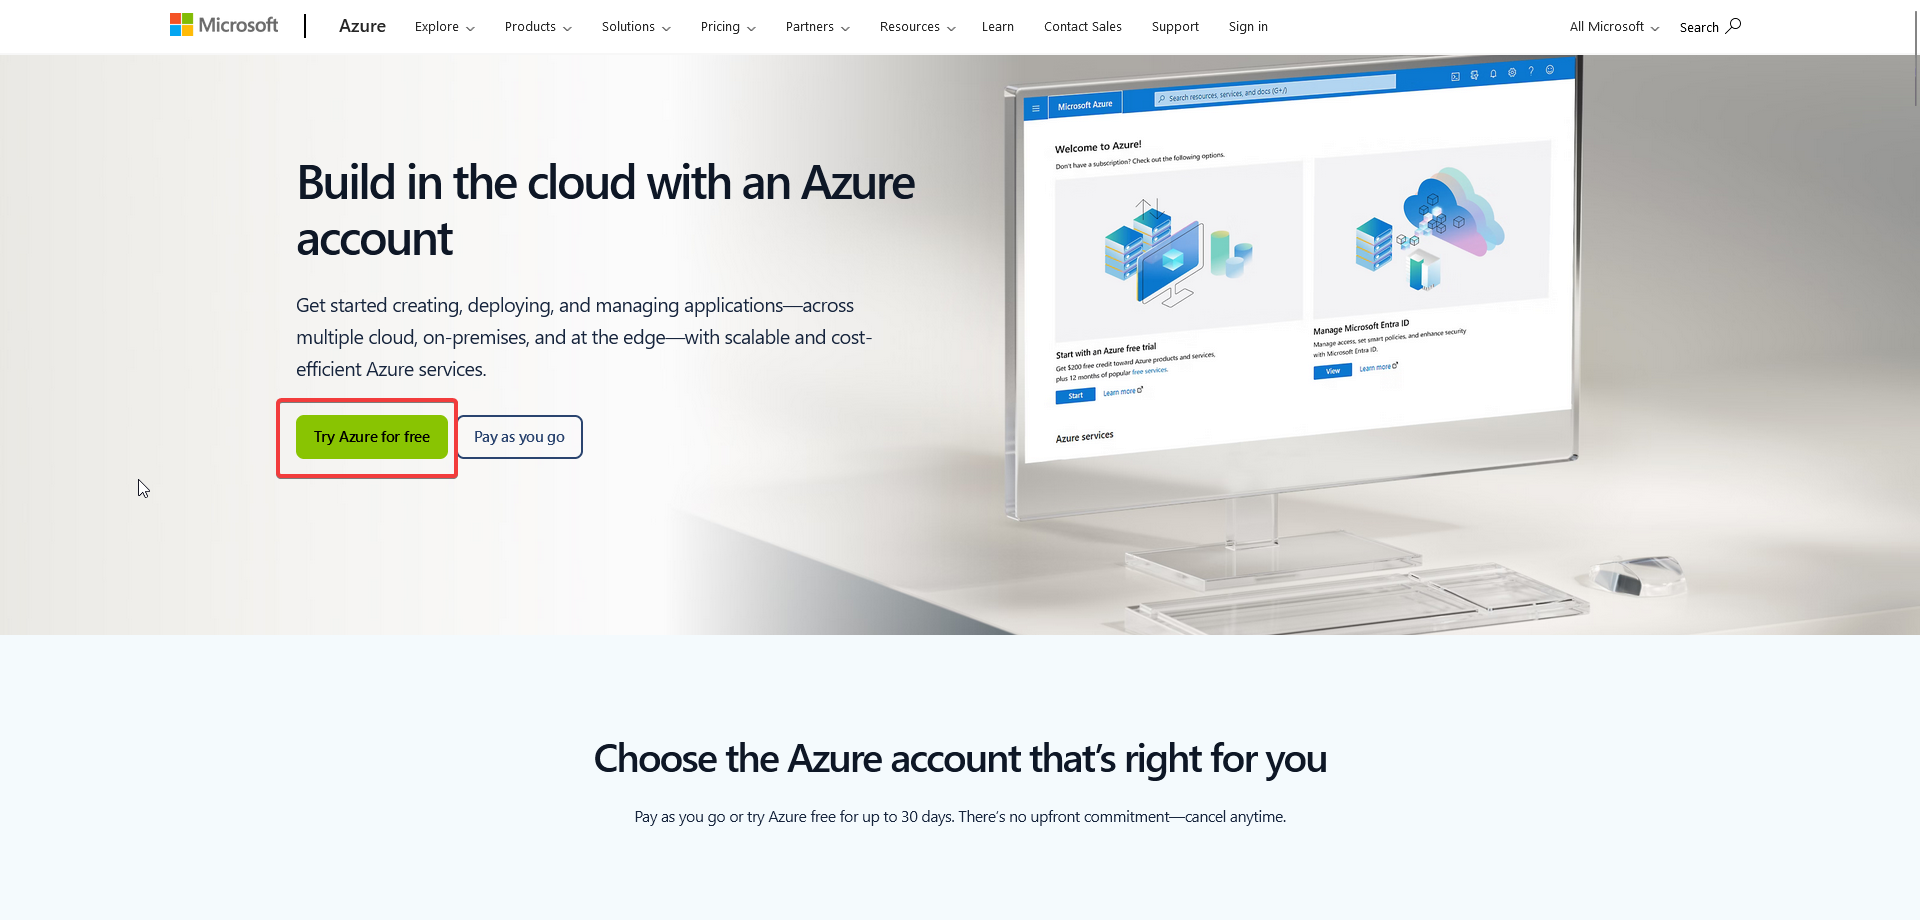 Microsoft
Azure
Explore
Products
Solutions
Pricing
Partners
Resources
Learn
Contact Sales
Support
Sign in
All Microsoft
Search
Build in the cloud with an Azure
account
Get started creating, deploying, and managing applications—across
multiple cloud, on-premises, and at the edge—with scalable and cost-
efficient Azure services.
Try Azure for free
Pay as you go
Microsoft Azure
Search resources, services, and docs (G+/)
Welcome to Azure!
Don't have a subscription? Check out the following options.
Start with an Azure free trial
Get $200 free credit toward Azure products and services,
plus 12 months of popular free services.
Start
Learn more
Manage Microsoft Entra ID
Manage access, set smart policies, and enhance security
with Microsoft Entra ID.
View
Learn more
Azure services
Choose the Azure account that's right for you
Pay as you go or try Azure free for up to 30 days. There's no upfront commitment—cancel anytime.